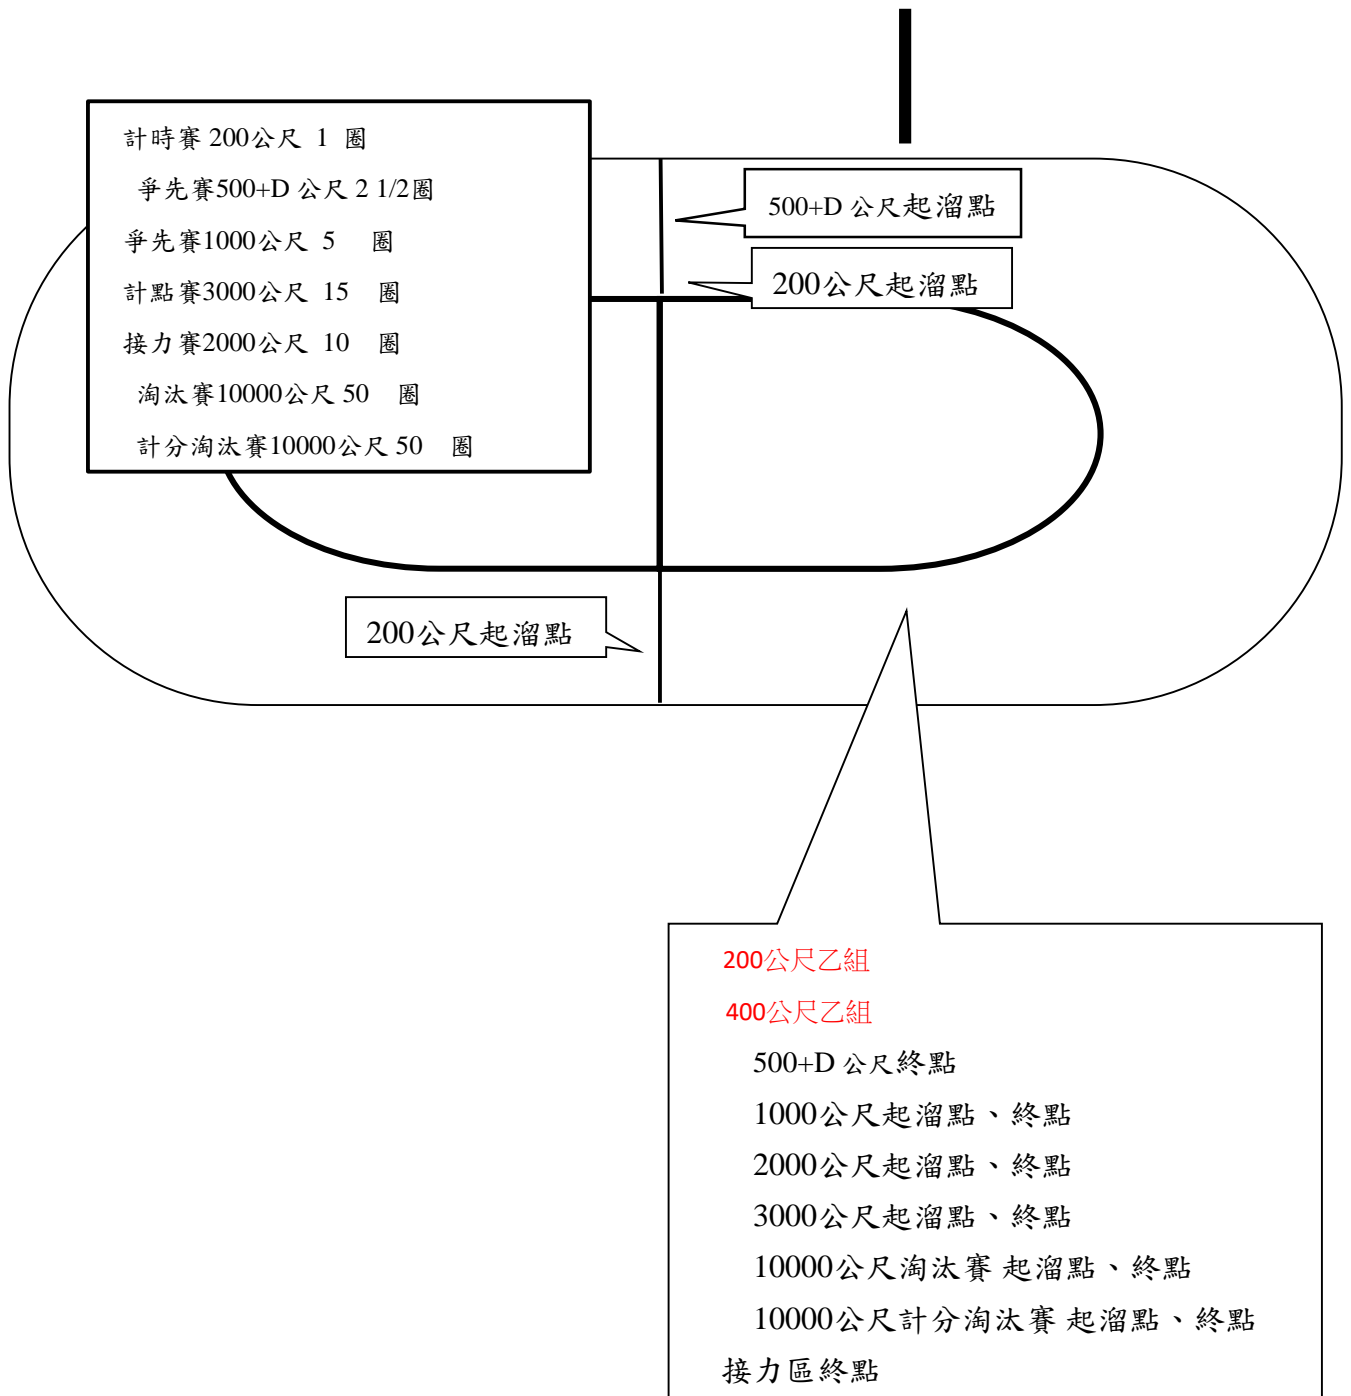 計時賽 200公尺 1 圈
爭先賽500+D 公尺 2 1/2圈
爭先賽1000公尺 5 圈
計點賽3000公尺 15 圈
接力賽2000公尺 10 圈
淘汰賽10000公尺 50 圈
計分淘汰賽10000公尺 50 圈
500+D 公尺起溜點
200公尺起溜點
200公尺起溜點
200公尺乙組
400公尺乙組
500+D 公尺終點
1000公尺起溜點、終點
2000公尺起溜點、終點
3000公尺起溜點、終點
10000公尺淘汰賽 起溜點、終點
10000公尺計分淘汰賽 起溜點、終點
接力區終點